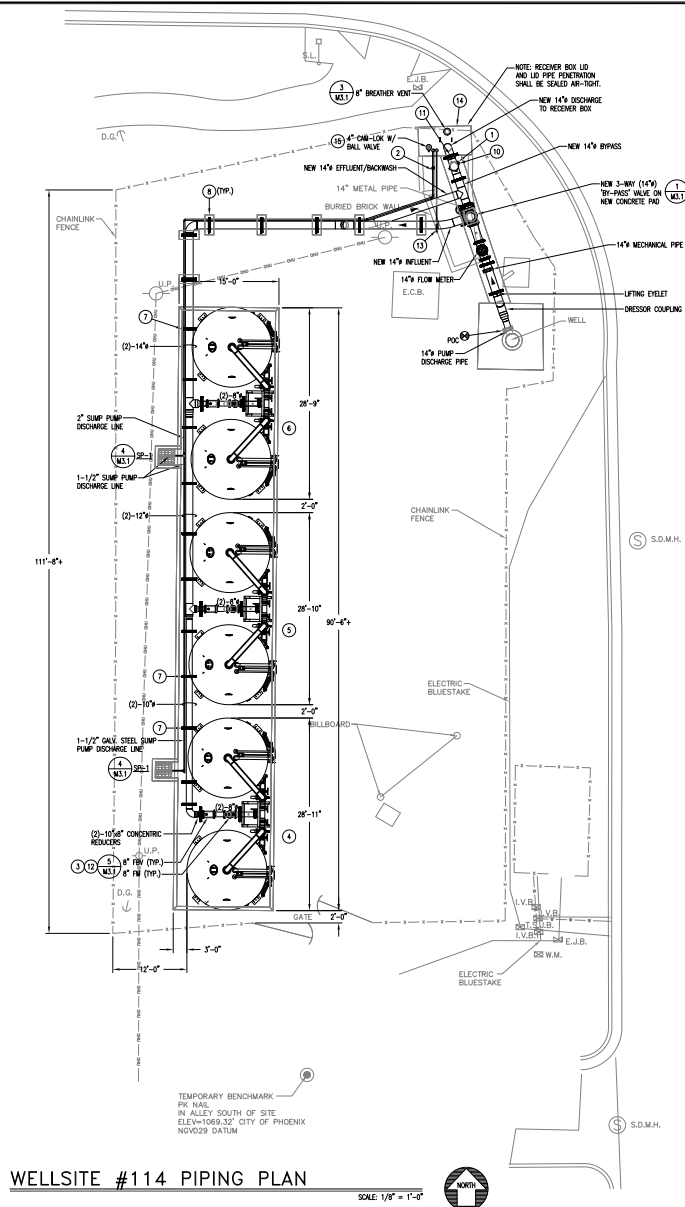 S.L.
E.J.B.
NOTE: RECEIVER BOX LID
AND LID PIPE PENETRATION
SHALL BE SEALED AIR-TIGHT.
3
M3.1
8" BREATHER VENT
14
NEW 14"ø DISCHARGE
TO RECEIVER BOX
11
D.G.
15
4" CAM-LOK W/
BALL VALVE
1
2
10
NEW 14"ø BYPASS
NEW 14"ø EFFLUENT/BACKWASH
8
(TYP.)
14" METAL PIPE
NEW 3-WAY (14"ø)
'BY-PASS' VALVE ON
NEW CONCRETE PAD
1
M3.1
BURIED BRICK WALL
CHAINLINK
FENCE
U.P.
13
NEW 14"ø INFLUENT
14"ø MECHANICAL PIPE
14"ø FLOW METER
U.P.
15'-0"
E.C.B.
LIFTING EYELET
DRESSOR COUPLING
7
WELL
POC
(2)-14"ø
14"ø PUMP
DISCHARGE PIPE
(2)-8"ø
28'-9"
2" SUMP PUMP
DISCHARGE LINE
6
4
M3.1
SP-1
1-1/2" SUMP PUMP
DISCHARGE LINE
2'-0"
CHAINLINK
FENCE
(2)-12"ø
S
S.D.M.H.
111'-8"+
28'-10"
90'-6"+
(2)-8"ø
5
7
ELECTRIC
BLUESTAKE
(2)-10"ø
2'-0"
7
BILLBOARD
1-1/2" GALV. STEEL SUMP
PUMP DISCHARGE LINE
4
M3.1
SP-1
28'-11"
(2)-8"
(2)-10"x8" CONCENTRIC
REDUCERS
4
U.P.
3
12
5
M3.1
8" FBV (TYP.)
8" FM (TYP.)
D.G.
GATE
2'-0"
I.V.B.
I.V.B.
T.S.J.B.
I.V.B.
E.J.B.
W.M.
3'-0"
12'-0"
ELECTRIC
BLUESTAKE
OHU
TEMPORARY BENCHMARK
PK NAIL
IN ALLEY SOUTH OF SITE
ELEV=1069.32' CITY OF PHOENIX
NGVD29 DATUM
S
S.D.M.H.
WELLSITE #114 PIPING PLAN
SCALE: 1/8" = 1'-0"
NORTH